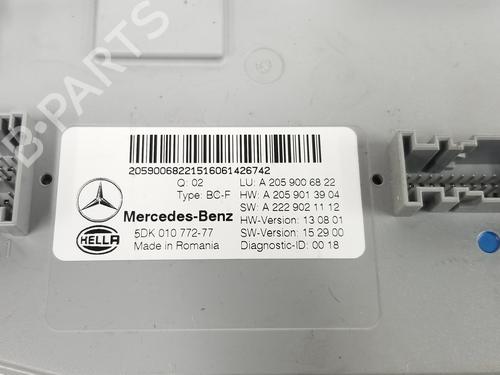 20590068221516061426742
Q: 02 LU: A 205 900 68 22
Type: BC-F HW: A 205 901 39 04
Mercedes-Benz SW: A 222 902 11 12
HW-Version: 13 08 01
HELLA 5DK 010 772-77 SW-Version: 15 29 00
Made in Romania Diagnostic-ID: 00 18
B-PARTS